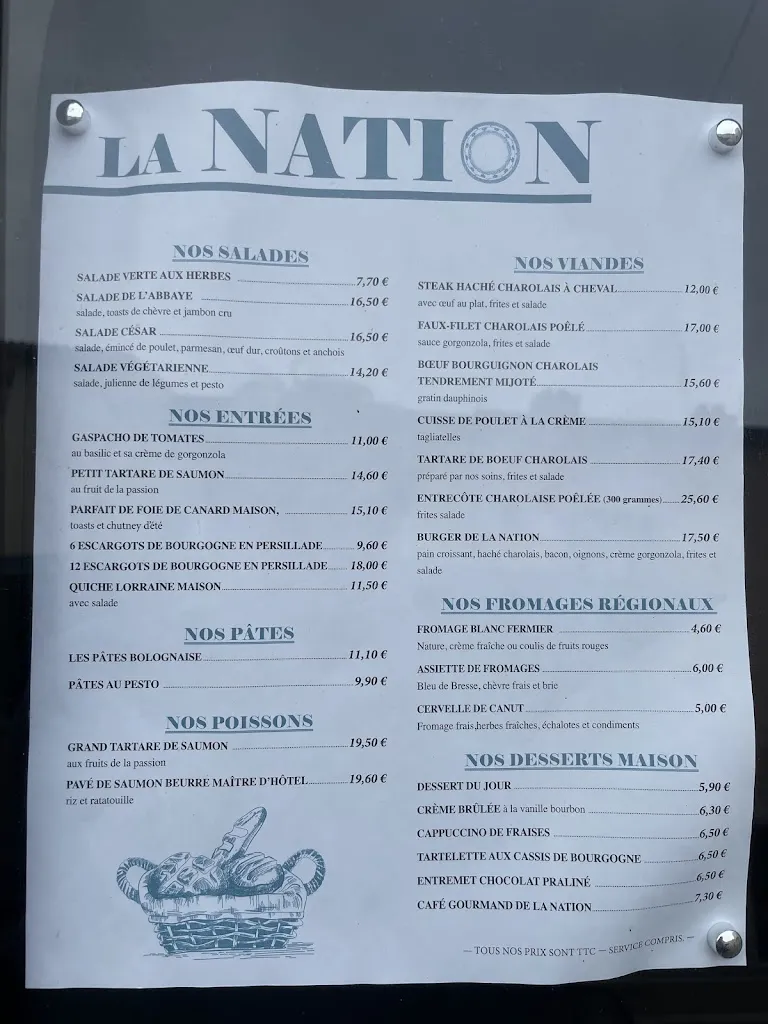 LA NATION
NOS SALADES
SALADE VERTE AUX HERBES 7,70 €
SALADE DE L'ABBAYE 16,50 €
salade, toasts de chèvre et jambon cru
SALADE CÉSAR 16,50 €
salade, émincé de poulet, parmesan, œuf dur, croûtons et anchois
SALADE VÉGÉTARIENNE 14,20 €
salade, julienne de légumes et pesto
NOS ENTRÉES
GASPACHO DE TOMATES 11,00 €
au basilic et sa crème de gorgonzola
PETIT TARTARE DE SAUMON 14,60 €
au fruit de la passion
PARFAIT DE FOIE DE CANARD MAISON, 15,10 €
toasts et chutney d'été
6 ESCARGOTS DE BOURGOGNE EN PERSILLADE 9,60 €
12 ESCARGOTS DE BOURGOGNE EN PERSILLADE 18,00 €
QUICHE LORRAINE MAISON 11,50 €
avec salade
NOS PÂTES
LES PÂTES BOLOGNAISE 11,10 €
PÂTES AU PESTO 9,90 €
NOS POISSONS
GRAND TARTARE DE SAUMON 19,50 €
aux fruits de la passion
PAVÉ DE SAUMON BEURRE MAÎTRE D'HÔTEL 19,60 €
riz et ratatouille
NOS VIANDES
STEAK HACHÉ CHAROLAIS À CHEVAL 12,00 €
avec œuf au plat, frites et salade
FAUX-FILET CHAROLAIS POÊLÉ 17,00 €
sauce gorgonzola, frites et salade
BŒUF BOURGUIGNON CHAROLAIS
TENDREMENT MIJOTÉ 15,60 €
gratin dauphinois
CUISSE DE POULET À LA CRÈME 15,10 €
tagliatelles
TARTARE DE BOEUF CHAROLAIS 17,40 €
préparé par nos soins, frites et salade
ENTRECÔTE CHAROLAISE POÊLÉE (300 grammes) 25,60 €
frites salade
BURGER DE LA NATION 17,50 €
pain croissant, haché charolais, bacon, oignons, crème gorgonzola, frites et
salade
NOS FROMAGES RÉGIONAUX
FROMAGE BLANC FERMIER 4,60 €
Nature, crème fraîche ou coulis de fruits rouges
ASSIETTE DE FROMAGES 6,00 €
Bleu de Bresse, chèvre frais et brie
CERVELLE DE CANUT 5,00 €
Fromage frais,herbes fraîches, échalotes et condiments
NOS DESSERTS MAISON
DESSERT DU JOUR 5,90 €
CRÈME BRÛLÉE à la vanille bourbon 6,30 €
CAPPUCCINO DE FRAISES 6,50 €
TARTELETTE AUX CASSIS DE BOURGOGNE 6,50 €
ENTREMET CHOCOLAT PRALINÉ 6,50 €
CAFÉ GOURMAND DE LA NATION 7,30 €
— TOUS NOS PRIX SONT TTC — SERVICE COMPRIS. —